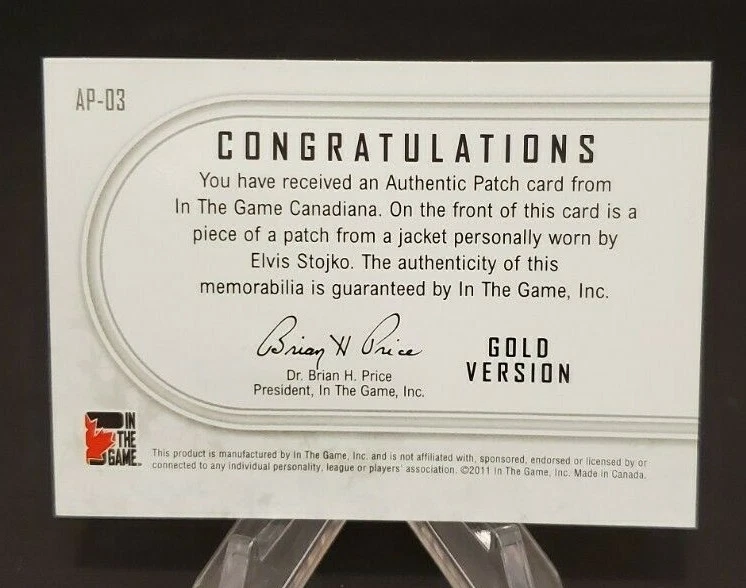 AP-03
CONGRATULATIONS
You have received an Authentic Patch card from
In The Game Canadiana. On the front of this card is a
piece of a patch from a jacket personally worn by
Elvis Stojko. The authenticity of this
memorabilia is guaranteed by In The Game, Inc.
Brian H Price
Dr. Brian H. Price
President, In The Game, Inc.
GOLD
VERSION
IN
THE
GAME
This product is manufactured by In The Game, Inc. and is not affiliated with, sponsored, endorsed or licensed by or
connected to any individual personality, league or players' association. ©2011 In The Game, Inc. Made in Canada.